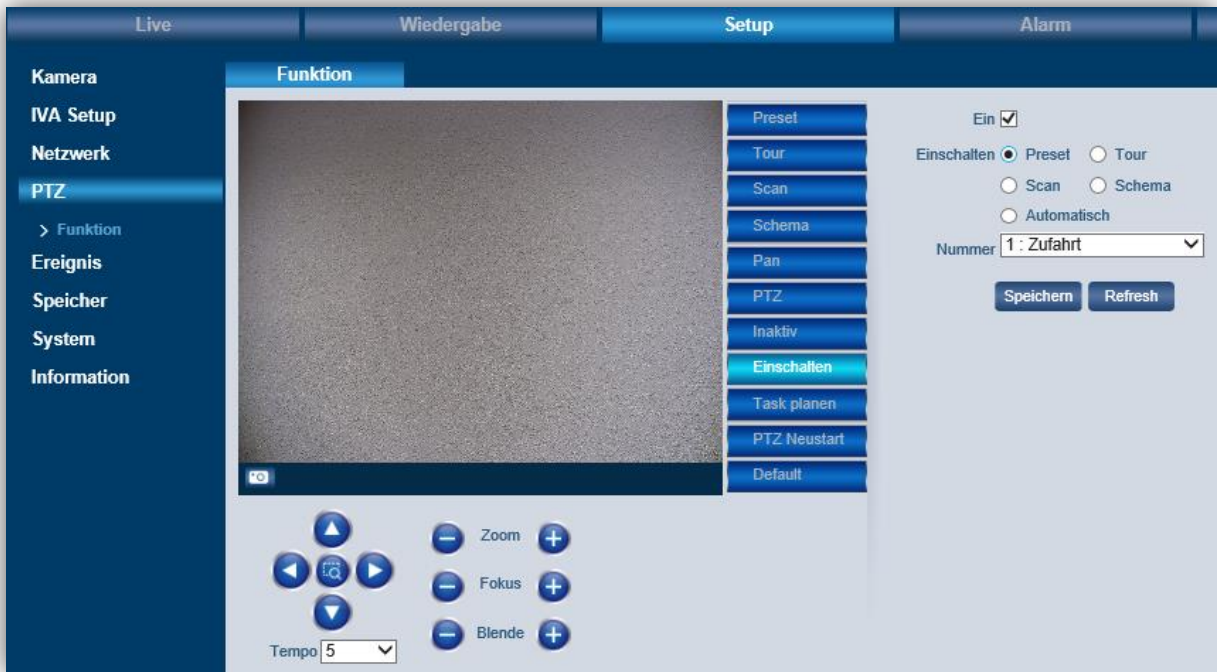 Live Wiedergabe Setup Alarm
Kamera
IVA Setup
Netzwerk
PTZ
Funktion
Ereignis
Speicher
System
Information
Funktion
Preset
Tour
Scan
Schema
Pan
PTZ
Inaktiv
Einschalten
Task planen
PTZ Neustart
Default
Ein
Einschalten Preset Tour
Scan Schema
Automatisch
Nummer 1 : Zufahrt
Speichern Refresh
Zoom
Fokus
Blende
Tempo 5